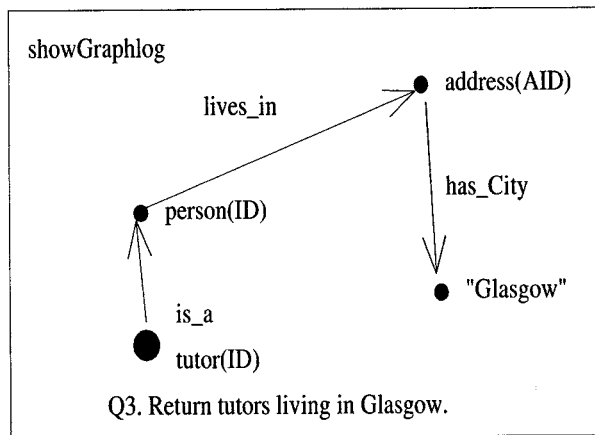 showGraphlog
address(AID)
lives_in
has_City
person(ID)
"Glasgow"
is_a
tutor(ID)
Q3. Return tutors living in Glasgow.